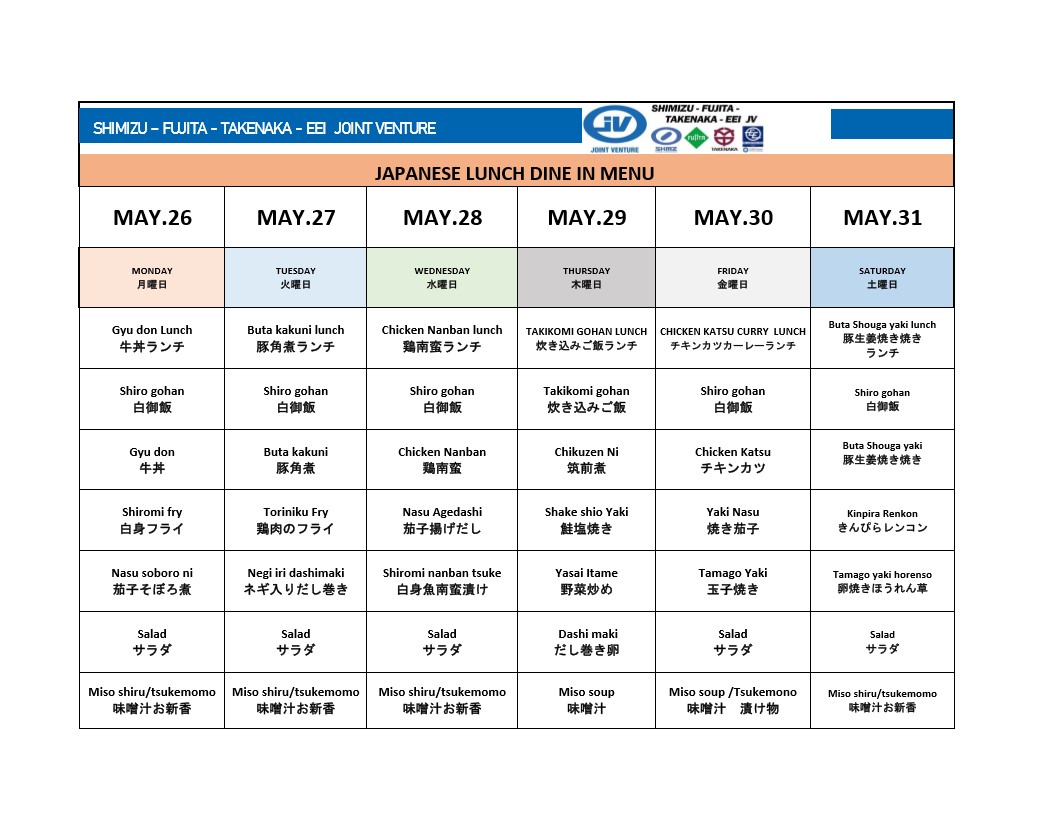 SHIMIZU – FUJITA - TAKENAKA – EEI JOINT VENTURE
JV
JOINT VENTURE
SHIMIZU - FUJITA -
TAKENAKA - EEI JV
Fujita
TAKENAKA
JAPANESE LUNCH DINE IN MENU
MAY.26 MAY.27 MAY.28 MAY.29 MAY.30 MAY.31
MONDAY TUESDAY WEDNESDAY THURSDAY FRIDAY SATURDAY
月曜日 火曜日 水曜日 木曜日 金曜日 土曜日
Gyu don Lunch
牛丼ランチ
Buta kakuni lunch
豚角煮ランチ
Chicken Nanban lunch
鶏南蛮ランチ
TAKIKOMI GOHAN LUNCH
炊き込みご飯ランチ
CHICKEN KATSU CURRY LUNCH
チキンカツカーレーランチ
Buta Shouga yaki lunch
豚生姜焼き焼き
ランチ
Shiro gohan
白御飯
Shiro gohan
白御飯
Shiro gohan
白御飯
Takikomi gohan
炊き込みご飯
Shiro gohan
白御飯
Shiro gohan
白御飯
Gyu don
牛丼
Buta kakuni
豚角煮
Chicken Nanban
鶏南蛮
Chikuzen Ni
筑前煮
Chicken Katsu
チキンカツ
Buta Shouga yaki
豚生姜焼き焼き
Shiromi fry
白身フライ
Toriniku Fry
鶏肉のフライ
Nasu Agedashi
茄子揚げだし
Shake shio Yaki
鮭塩焼き
Yaki Nasu
焼き茄子
Kinpira Renkon
きんぴらレンコン
Nasu soboro ni
茄子そぼろ煮
Negi iri dashimaki
ネギ入りだし巻き
Shiromi nanban tsuke
白身魚南蛮漬け
Yasai Itame
野菜炒め
Tamago Yaki
玉子焼き
Tamago yaki horenso
卵焼きほうれん草
Salad
サラダ
Salad
サラダ
Salad
サラダ
Dashi maki
だし巻き卵
Salad
サラダ
Salad
サラダ
Miso shiru/tsukemomo
味噌汁お新香
Miso shiru/tsukemomo
味噌汁お新香
Miso shiru/tsukemomo
味噌汁お新香
Miso soup
味噌汁
Miso soup /Tsukemono
味噌汁　漬け物
Miso shiru/tsukemomo
味噌汁お新香